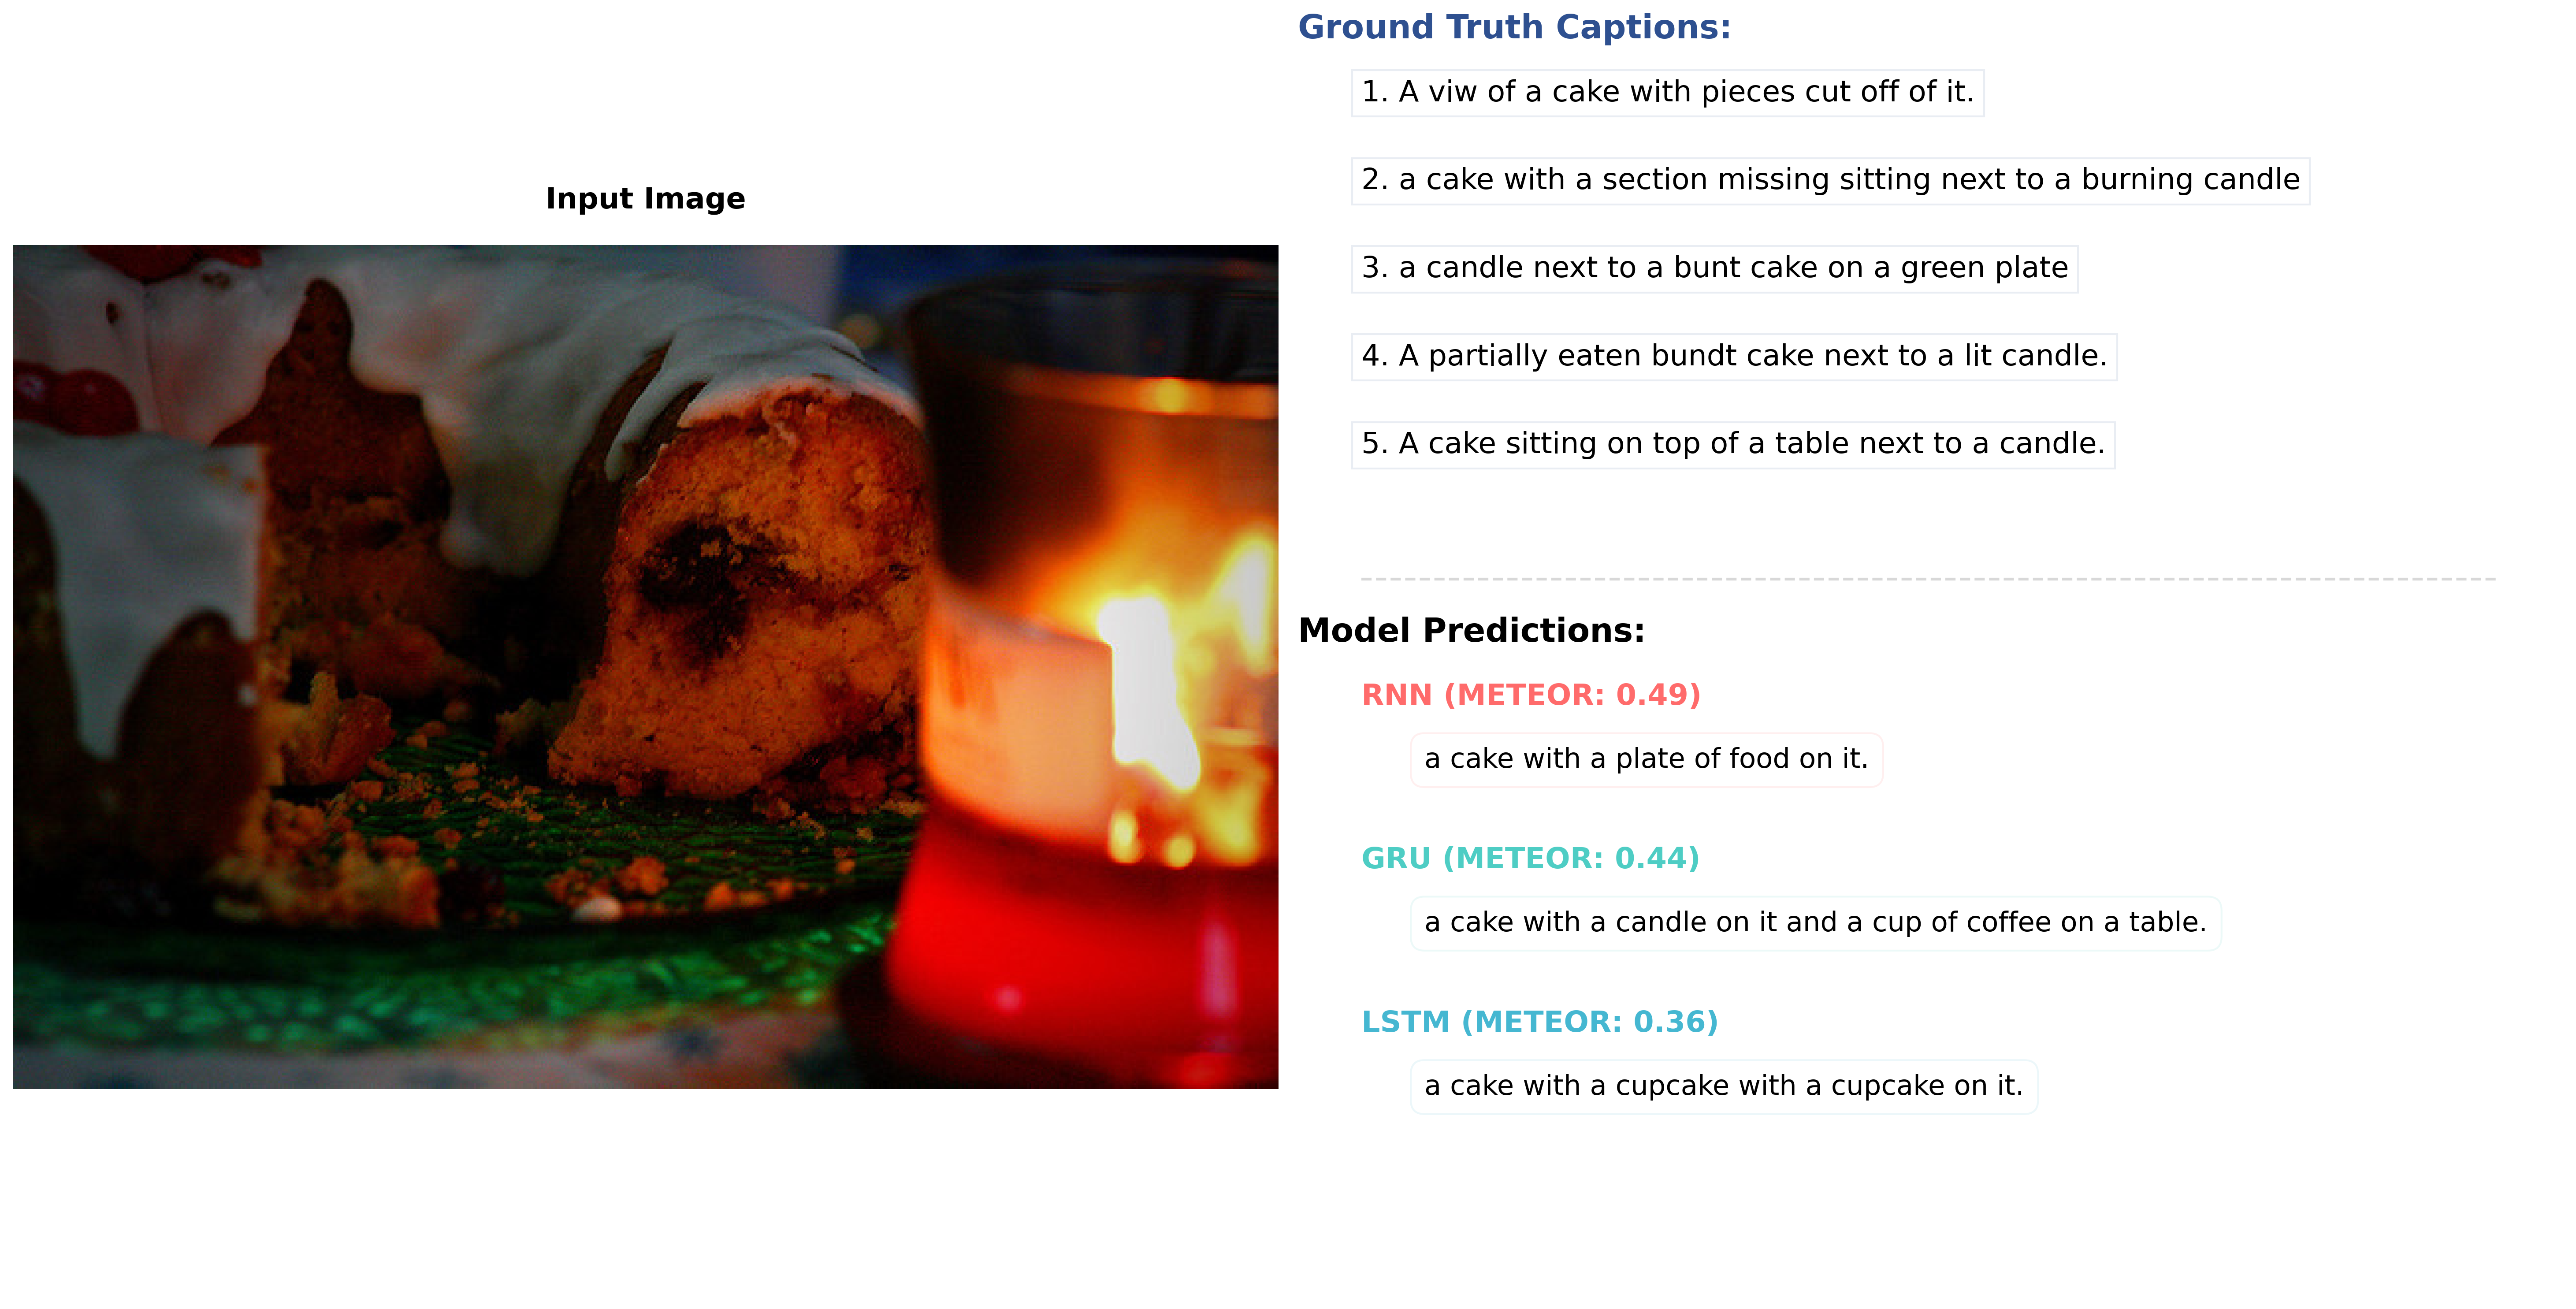 Ground Truth Captions:
1. A viw of a cake with pieces cut off of it.
2. a cake with a section missing sitting next to a burning candle
Input Image
3. a candle next to a bunt cake on a green plate
4. A partially eaten bundt cake next to a lit candle.
5. A cake sitting on top of a table next to a candle.
Model Predictions:
RNN (METEOR: 0.49)
a cake with a plate of food on it.
GRU (METEOR: 0.44)
a cake with a candle on it and a cup of coffee on a table.
LSTM (METEOR: 0.36)
a cake with a cupcake with a cupcake on it.